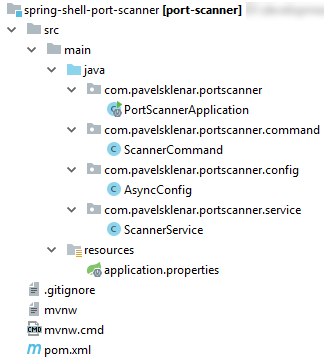 spring-shell-port-scanner [port-scanner]
src
main
java
com.pavelsklenar.portscanner
PortScannerApplication
com.pavelsklenar.portscanner.command
ScannerCommand
com.pavelsklenar.portscanner.config
AsyncConfig
com.pavelsklenar.portscanner.service
ScannerService
resources
application.properties
.gitignore
mvnw
mvnw.cmd
pom.xml